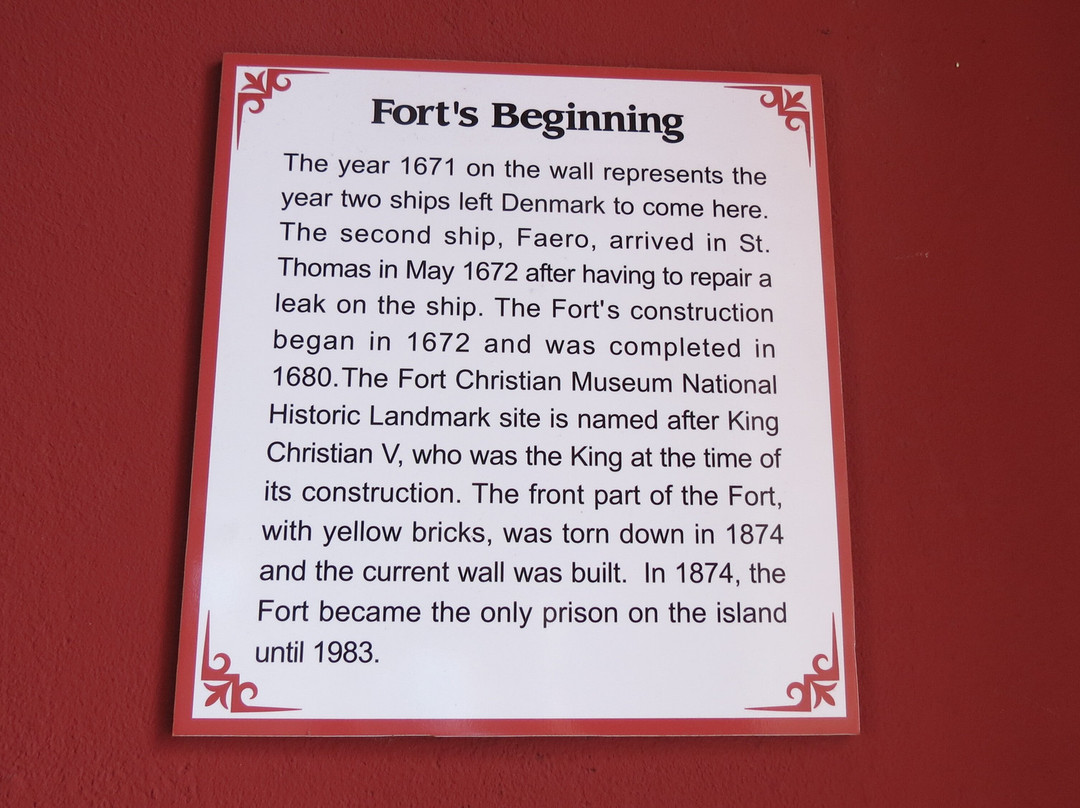 Fort's Beginning
The year 1671 on the wall represents the
year two ships left Denmark to come here.
The second ship, Faero, arrived in St.
Thomas in May 1672 after having to repair a
leak on the ship. The Fort's construction
began in 1672 and was completed in
1680.The Fort Christian Museum National
Historic Landmark site is named after King
Christian V, who was the King at the time of
its construction. The front part of the Fort,
with yellow bricks, was torn down in 1874
and the current wall was built.  In 1874, the
Fort became the only prison on the island
until 1983.